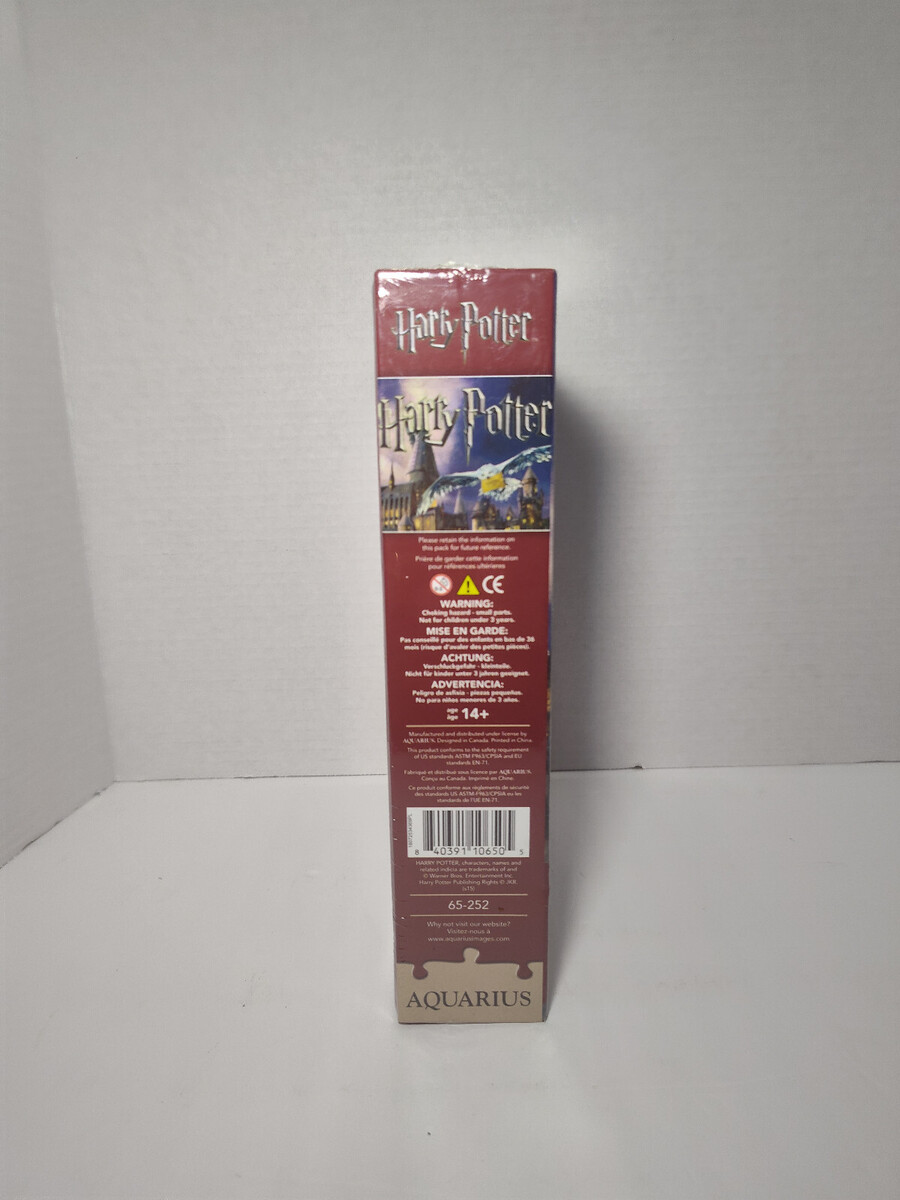 Harry Potter
Harry Potter
Please retain the information on
this pack for future reference.
Prière de garder cette information
pour références ultérieures
CE
WARNING:
Choking hazard - small parts.
Not for children under 3 years.
MISE EN GARDE:
Pas conseillé pour des enfants en bas de 36
mois (risque d'avaler des petites pièces).
ACHTUNG:
Verschluckgefahr - kleinteile.
Nicht für kinder unter 3 jahren geeignet.
ADVERTENCIA:
Peligro de asfixia - piezas pequeñas.
No para niños menores de 3 años.
age
âge 14+
Manufactured and distributed under license by
AQUARIUS. Designed in Canada. Printed in China.
This product conforms to the safety requirement
of US standards ASTM F963/CPSIA and EU
standards EN-71.
Fabriqué et distribué sous licence par AQUARIUS.
Conçu au Canada. Imprimé en Chine.
Ce produit conforme aux règlements de sécurité
des standards US ASTM-F963/CPSIA ou les
standards de l'UE EN-71.
8 40391 10650 5
HARRY POTTER, characters, names and
related indicia are trademarks of and
© Warner Bros. Entertainment Inc.
Harry Potter Publishing Rights © JKR.
(s15)
65-252
Why not visit our website?
Visitez-nous à
www.aquariusimages.com
AQUARIUS